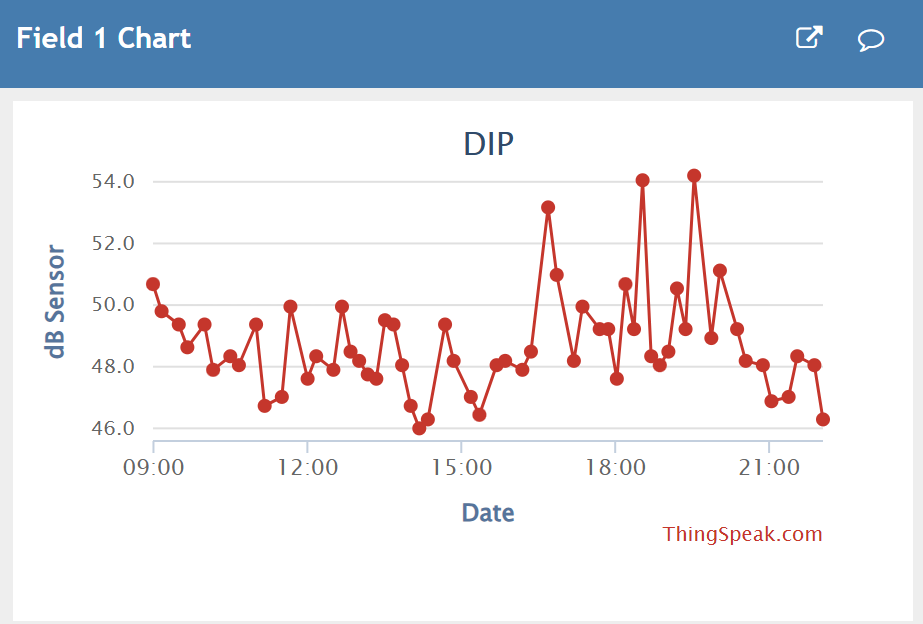 Field 1 Chart
DIP
54.0
52.0
50.0
48.0
46.0
dB Sensor
09:00 12:00 15:00 18:00 21:00
Date
ThingSpeak.com